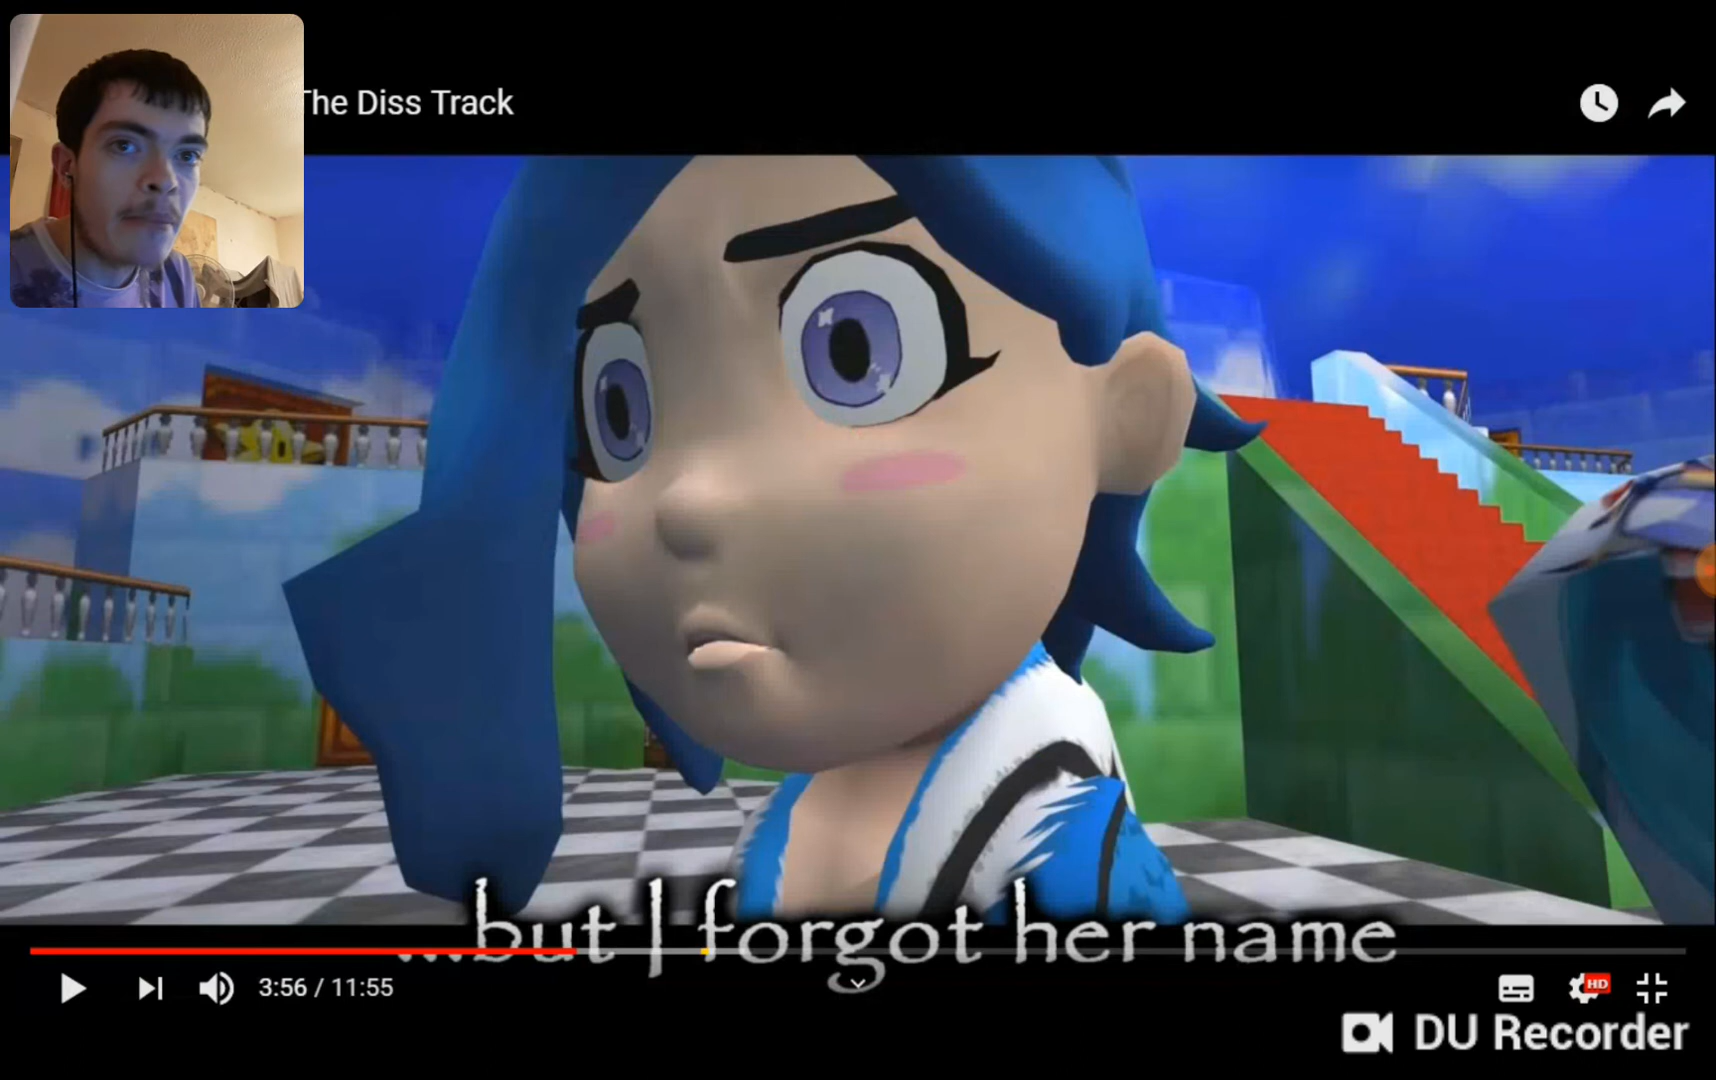 The Diss Track
...but I forgot her name
3:56 / 11:55
HD
DU Recorder